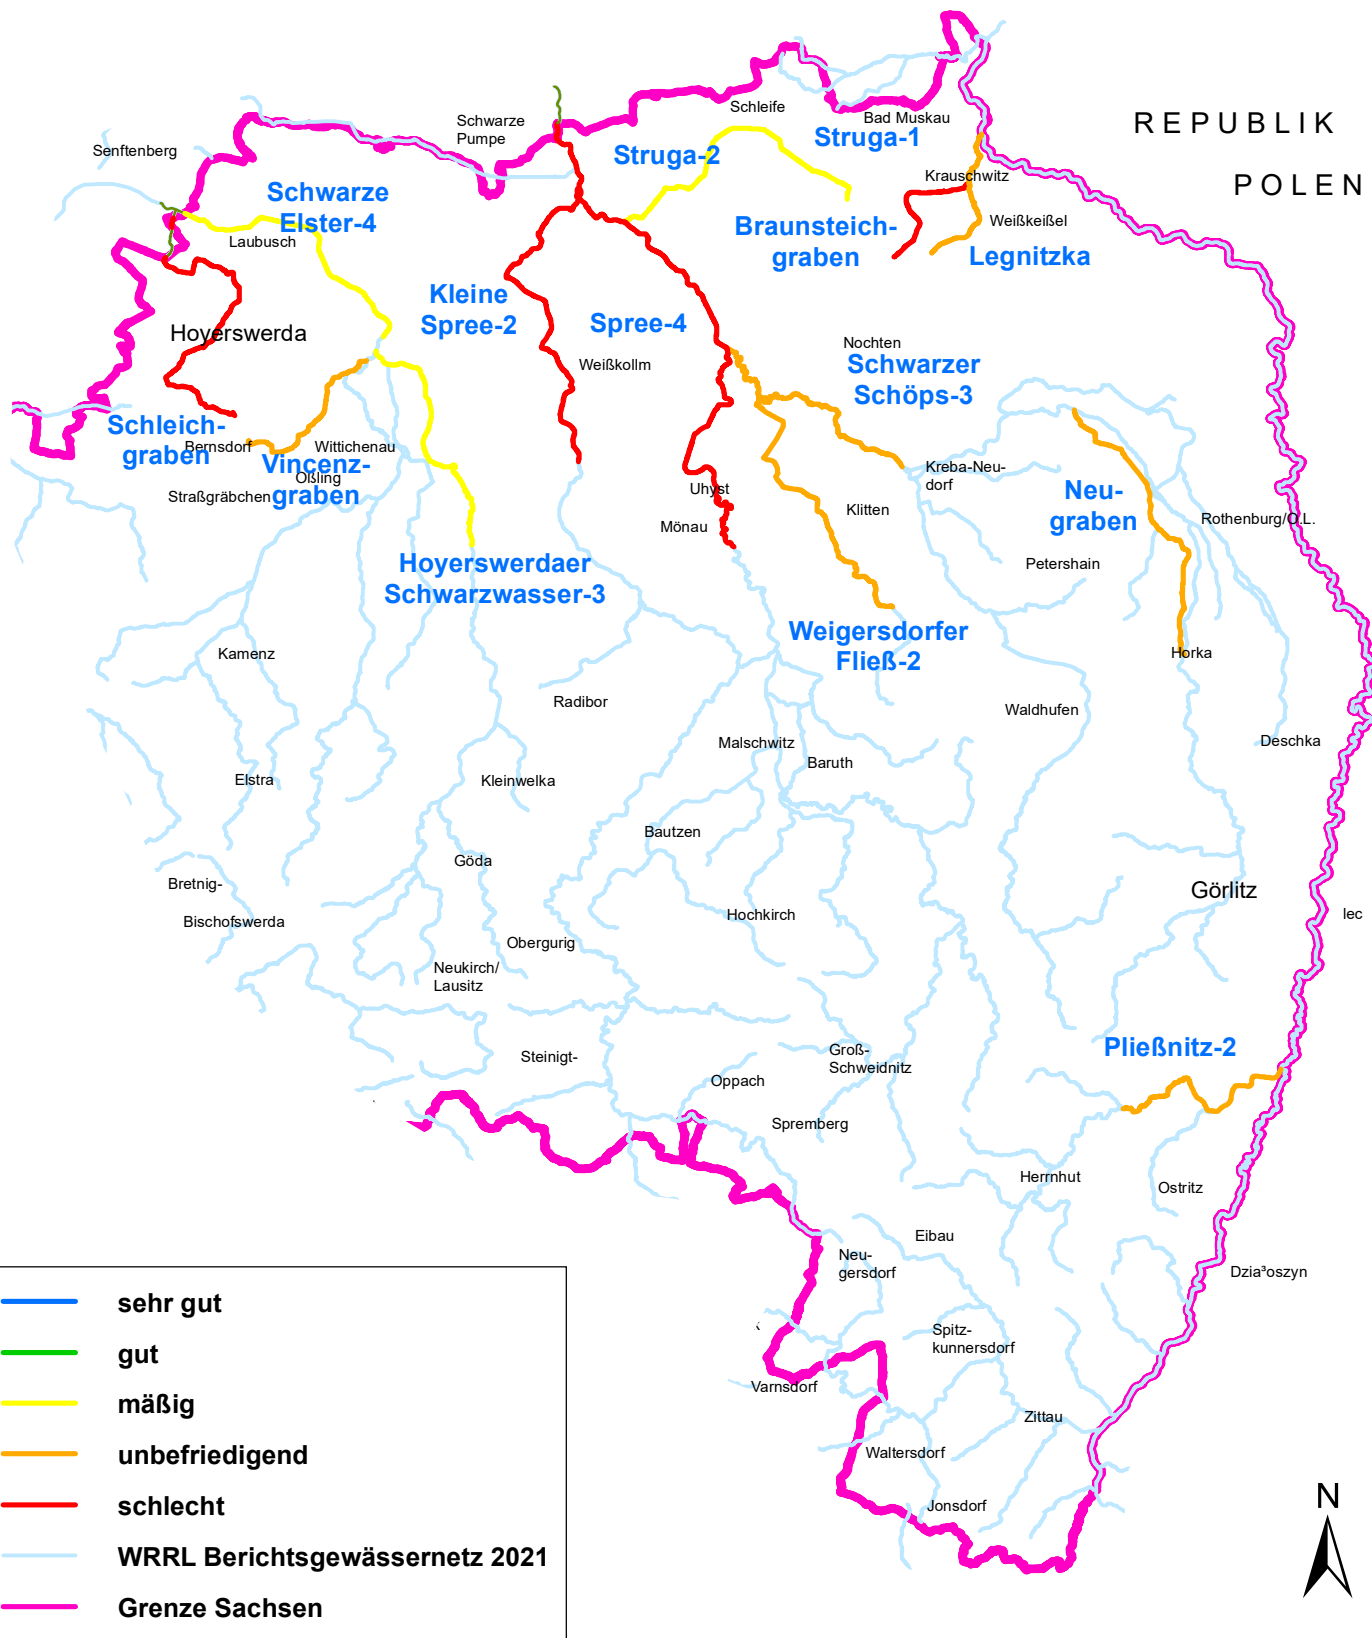 REPUBLIK
POLEN
Schleife
Bad Muskau
Schwarze
Pumpe
Struga-1
Senftenberg
Struga-2
Krauschwitz
Schwarze
Elster-4
Laubusch
Braunsteich-
graben
Weißkeißel
Legnitzka
Kleine
Spree-2
Spree-4
Hoyerswerda
Nochten
Weißkollm
Schwarzer
Schöps-3
Schleich-
graben
Bernsdorf
Wittichenau
Vincenz-
graben
Oßling
Straßgräbchen
Kreba-Neu-
dorf
Neu-
graben
Uhyst
Klitten
Mönau
Rothenburg/O.L.
Hoyerswerdaer
Schwarzwasser-3
Petershain
Weigersdorfer
Fließ-2
Kamenz
Horka
Radibor
Waldhufen
Malschwitz
Deschka
Baruth
Elstra
Kleinwelka
Bautzen
Göda
Bretnig-
Görlitz
Bischofswerda
Hochkirch
lec
Obergurig
Neukirch/
Lausitz
Steinigt-
Groß-
Schweidnitz
Pließnitz-2
Oppach
Spremberg
Herrnhut
Ostritz
Eibau
Neu-
gersdorf
Dzia³oszyn
Spitz-
kunnersdorf
Varnsdorf
Zittau
Waltersdorf
Jonsdorf
sehr gut
gut
mäßig
unbefriedigend
schlecht
WRRL Berichtsgewässernetz 2021
Grenze Sachsen
N